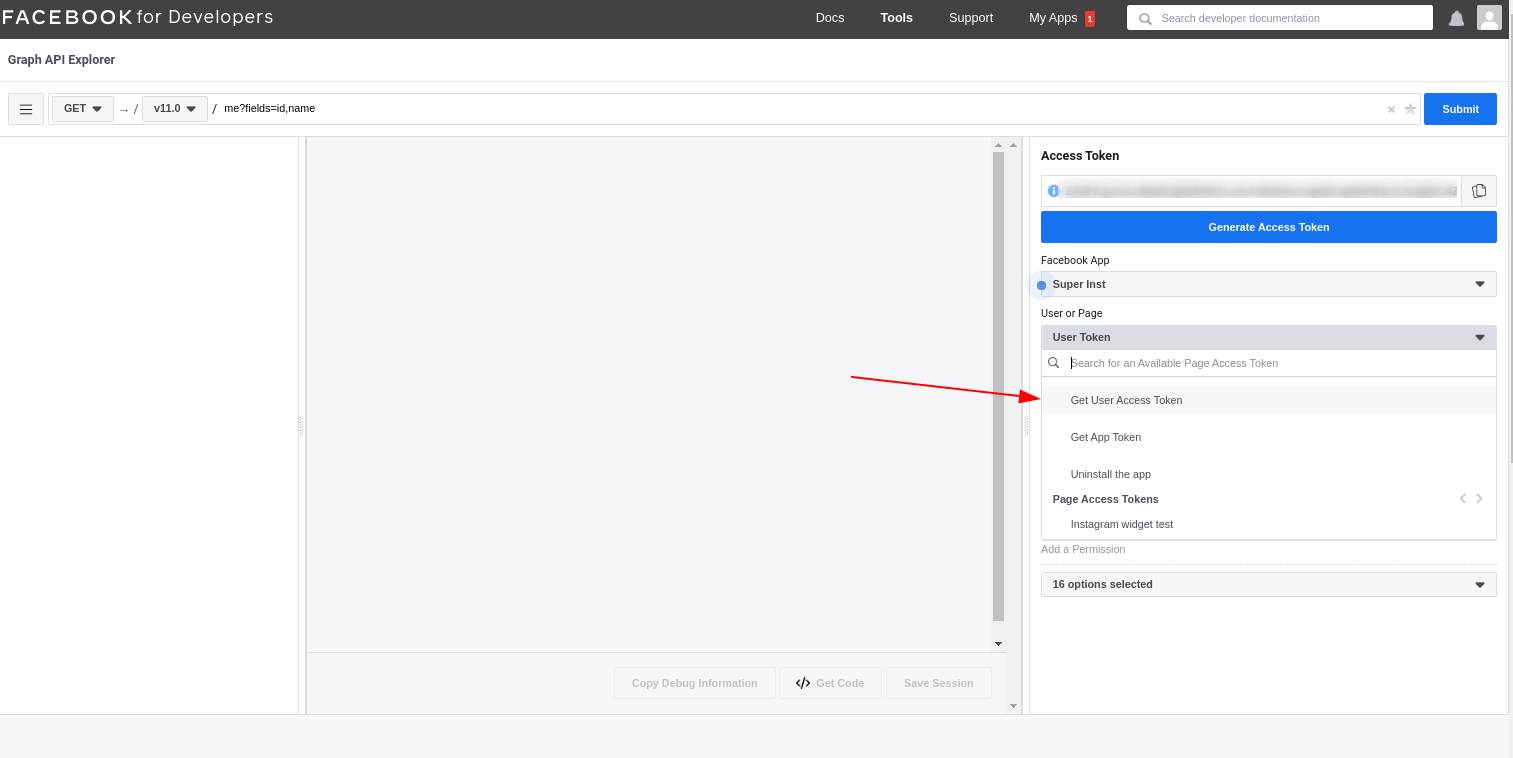 FACEBOOK for Developers
Docs
Tools
Support
My Apps 1
Search developer documentation
Graph API Explorer
GET → / v11.0 / me?fields=id,name
Submit
Access Token
Generate Access Token
Facebook App
Super Inst
User or Page
User Token
Search for an Available Page Access Token
Get User Access Token
Get App Token
Uninstall the app
Page Access Tokens
Instagram widget test
Add a Permission
16 options selected
Copy Debug Information
</> Get Code
Save Session